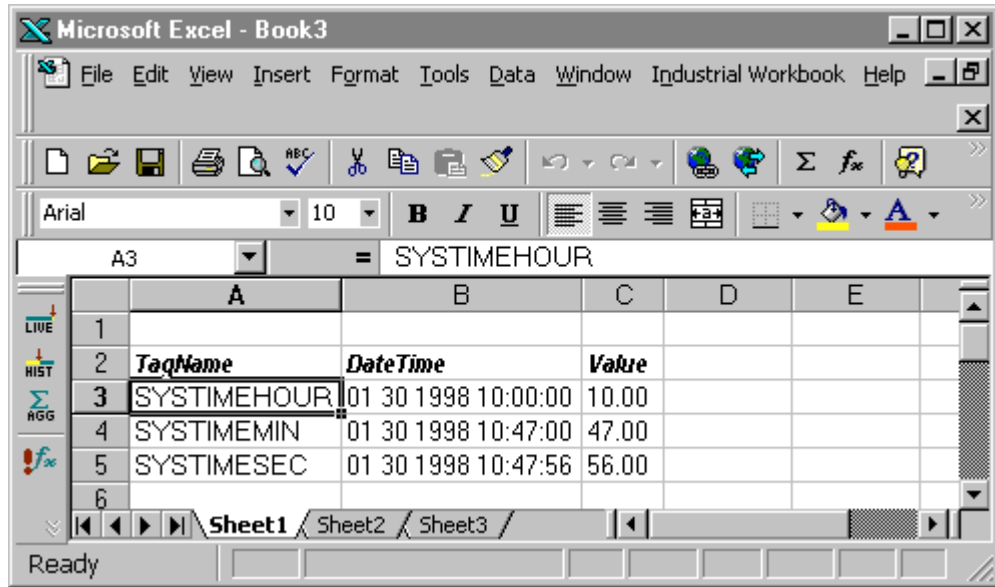 Microsoft Excel - Book3
File Edit View Insert Format Tools Data Window Industrial Workbook Help
ABC
Σ fx
Arial 10 B I U a A
A3 = SYSTIMEHOUR
A B C D E
LIVE 1
HIST 2 TagName DateTime Value
3 SYSTIMEHOUR 01 30 1998 10:00:00 10.00
Σ AGG 4 SYSTIMEMIN 01 30 1998 10:47:00 47.00
!fx 5 SYSTIMESEC 01 30 1998 10:47:56 56.00
6
Sheet1 Sheet2 Sheet3
Ready